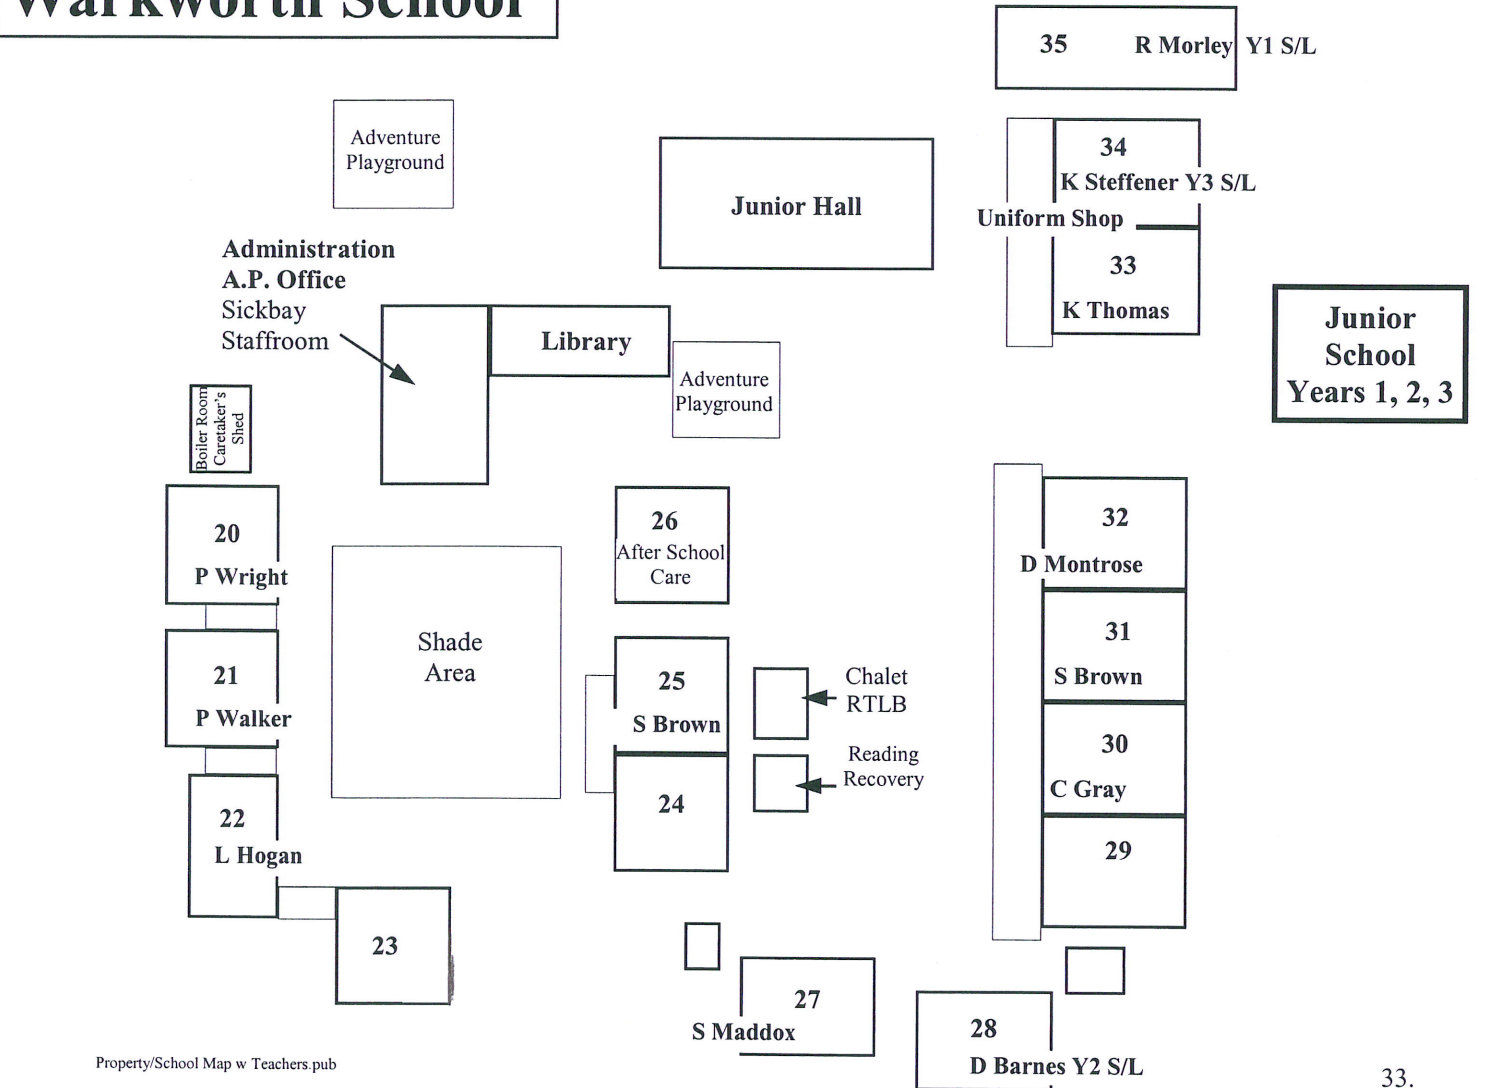 Warkworth School
35 R Morley Y1 S/L
Adventure
Playground
34
K Steffener Y3 S/L
Junior Hall
Uniform Shop
33
K Thomas
Administration
A.P. Office
Sickbay
Staffroom
Library
Adventure
Playground
Junior
School
Years 1, 2, 3
Boiler Room
Caretaker's
Shed
20
P Wright
26
After School
Care
32
D Montrose
Shade
Area
21
P Walker
25
S Brown
Chalet
RTLB
31
S Brown
Reading
Recovery
24
30
C Gray
22
L Hogan
29
23
27
S Maddox
28
D Barnes Y2 S/L
Property/School Map w Teachers.pub
33.